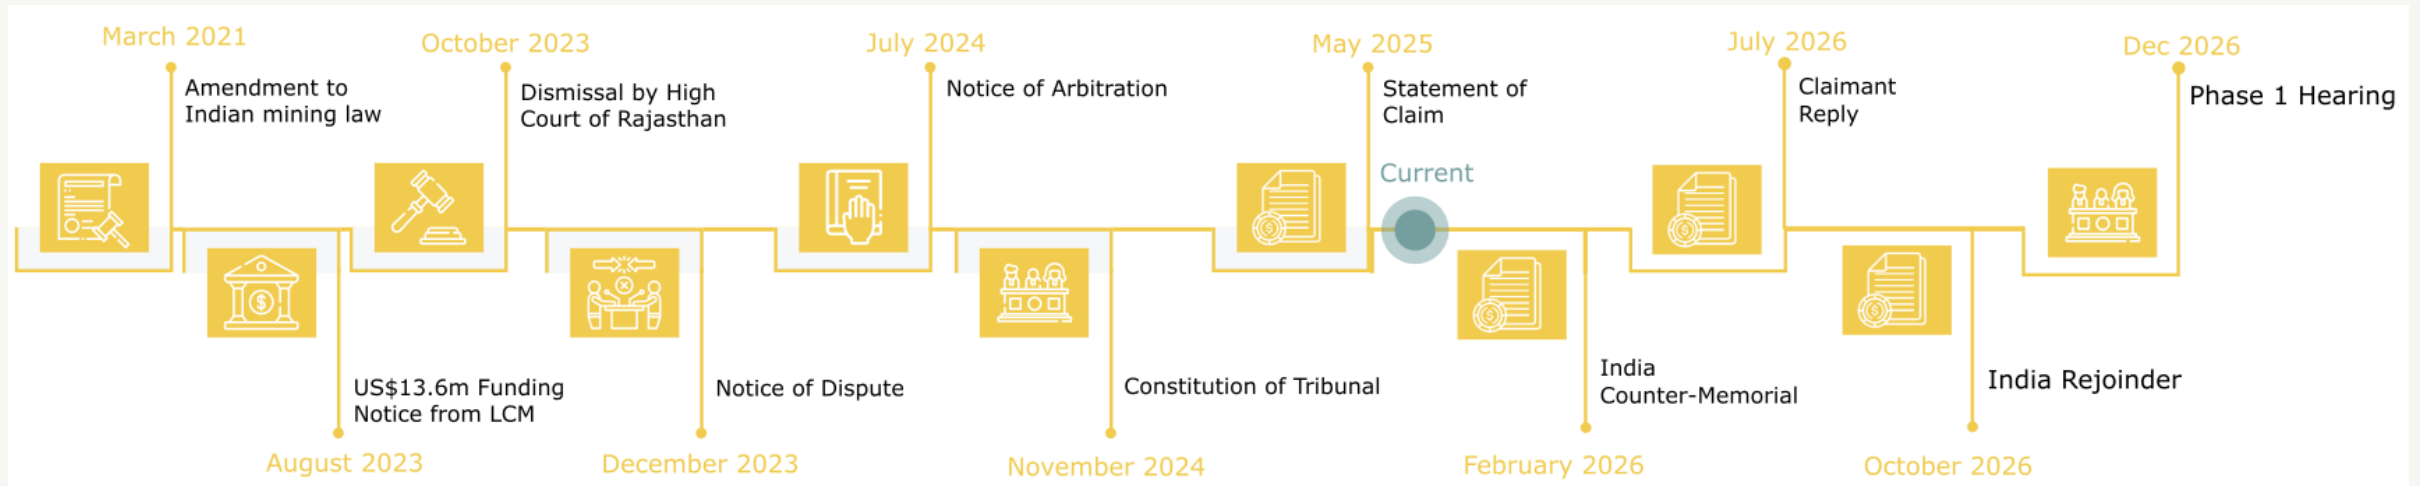 March 2021
Amendment to
Indian mining law
US$13.6m Funding
Notice from LCM
August 2023
October 2023
Dismissal by High
Court of Rajasthan
Notice of Dispute
December 2023
July 2024
Notice of Arbitration
Constitution of Tribunal
November 2024
May 2025
Statement of
Claim
Current
India
Counter-Memorial
February 2026
July 2026
Claimant
Reply
India Rejoinder
October 2026
Dec 2026
Phase 1 Hearing